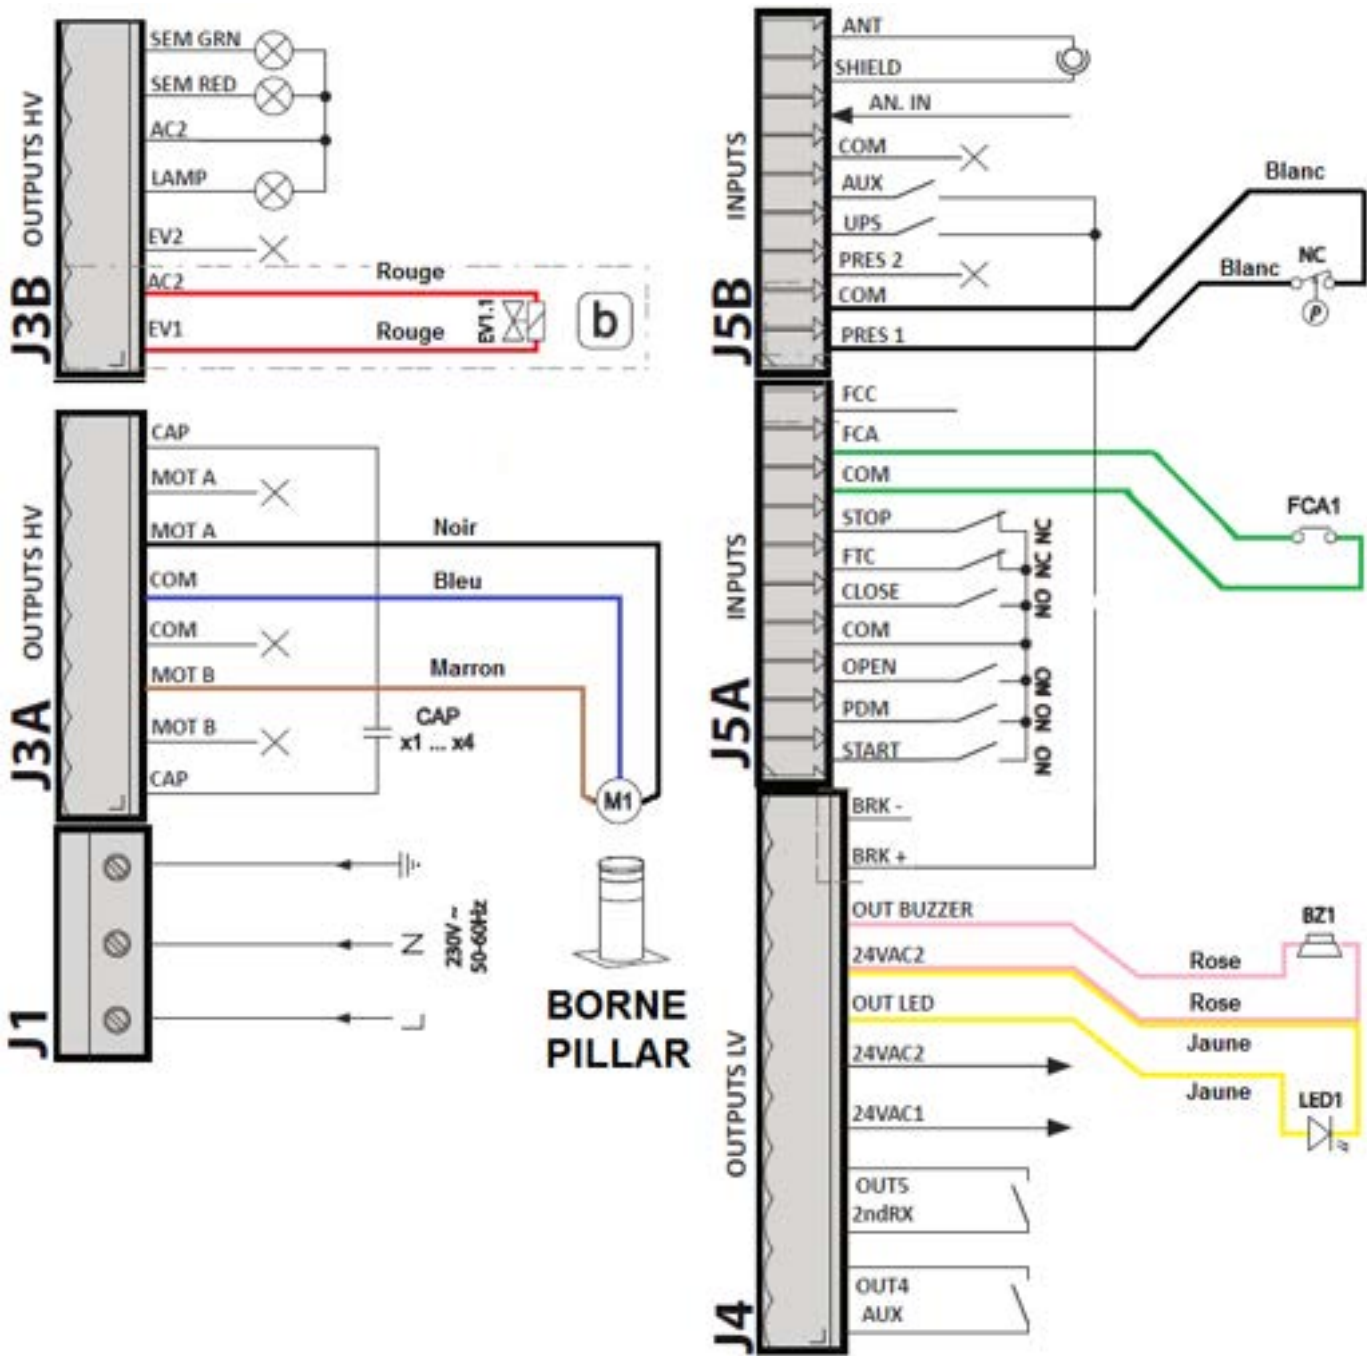 J3B
OUTPUTS HV
SEM GRN
SEM RED
AC2
LAMP
EV2
AC2
Rouge
EV1
Rouge
EV1.1
b
J3A
OUTPUTS HV
CAP
MOT A
MOT A
Noir
COM
Bleu
COM
MOT B
Marron
MOT B
CAP
CAP
x1 ... x4
M1
J1
N
L
230V ~
50-60Hz
BORNE
PILLAR
J5B
INPUTS
ANT
SHIELD
AN. IN
COM
AUX
UPS
PRES 2
COM
PRES 1
Blanc
Blanc
NC
P
J5A
INPUTS
FCC
FCA
COM
FCA1
STOP
NC
FTC
NC
CLOSE
NO
COM
OPEN
NO
PDM
NO
START
NO
J4
OUTPUTS LV
BRK -
BRK +
OUT BUZZER
BZ1
24VAC2
Rose
OUT LED
Rose
Jaune
24VAC2
Jaune
LED1
24VAC1
OUT5
2ndRX
OUT4
AUX